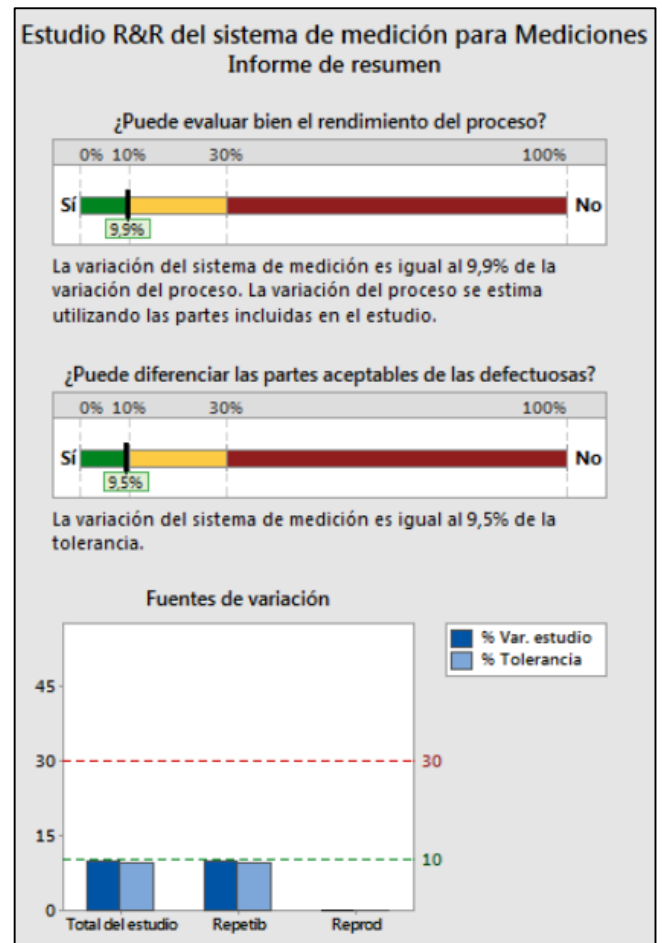 Estudio R&R del sistema de medición para Mediciones
Informe de resumen
¿Puede evaluar bien el rendimiento del proceso?
0% 10% 30% 100%
Sí No
9,9%
La variación del sistema de medición es igual al 9,9% de la
variación del proceso. La variación del proceso se estima
utilizando las partes incluidas en el estudio.
¿Puede diferenciar las partes aceptables de las defectuosas?
0% 10% 30% 100%
Sí No
9,5%
La variación del sistema de medición es igual al 9,5% de la
tolerancia.
Fuentes de variación
% Var. estudio
% Tolerancia
45
30 30
15
10
0
Total del estudio Repetib Reprod